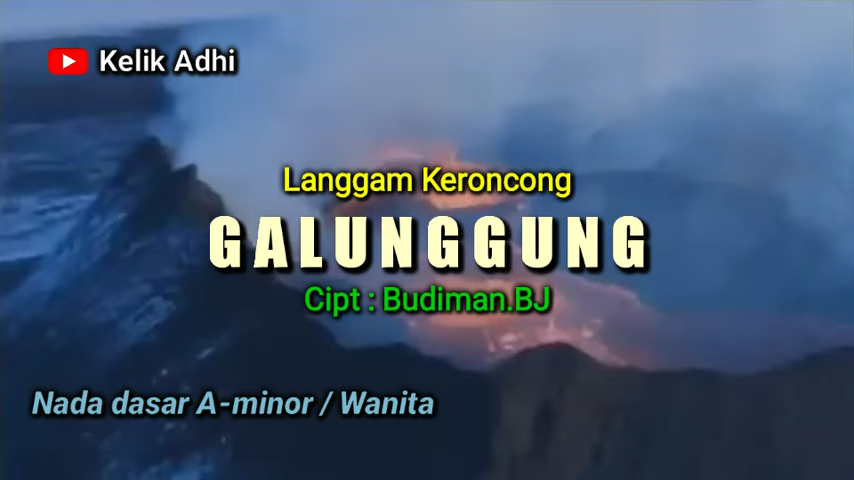 Kelik Adhi
Langgam Keroncong
GALUNGGUNG
Cipt : Budiman.BJ
Nada dasar A-minor / Wanita